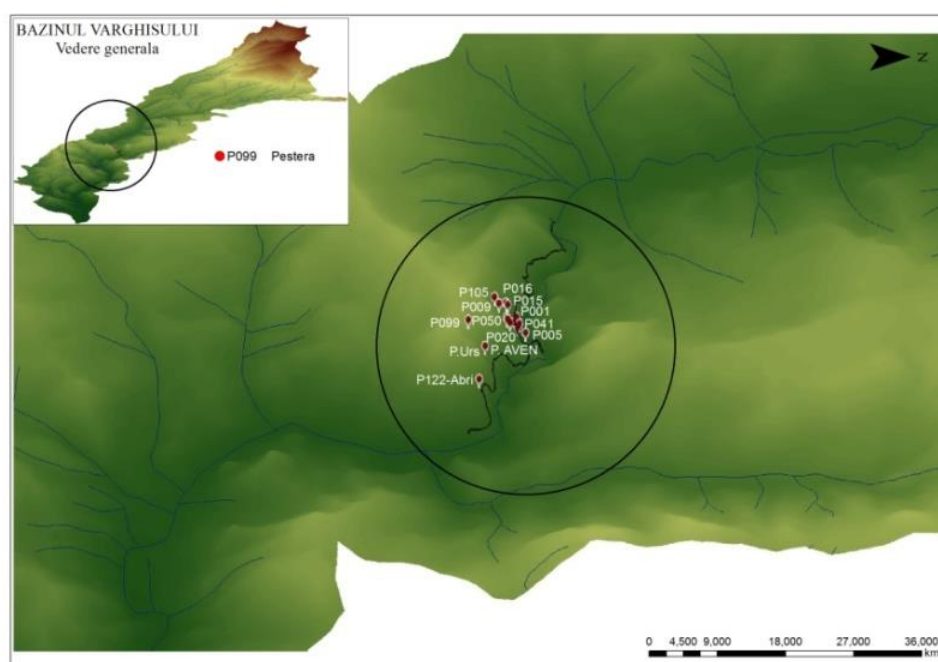 BAZINUL VARGHISULUI
Vedere generala
P099 Pestera
N
P016
P105
P015
P009
P001
P099
P050
P041
P005
P020
P.Urs
P. AVEN
P122-Abri
0 4,500 9,000 18,000 27,000 36,000
km